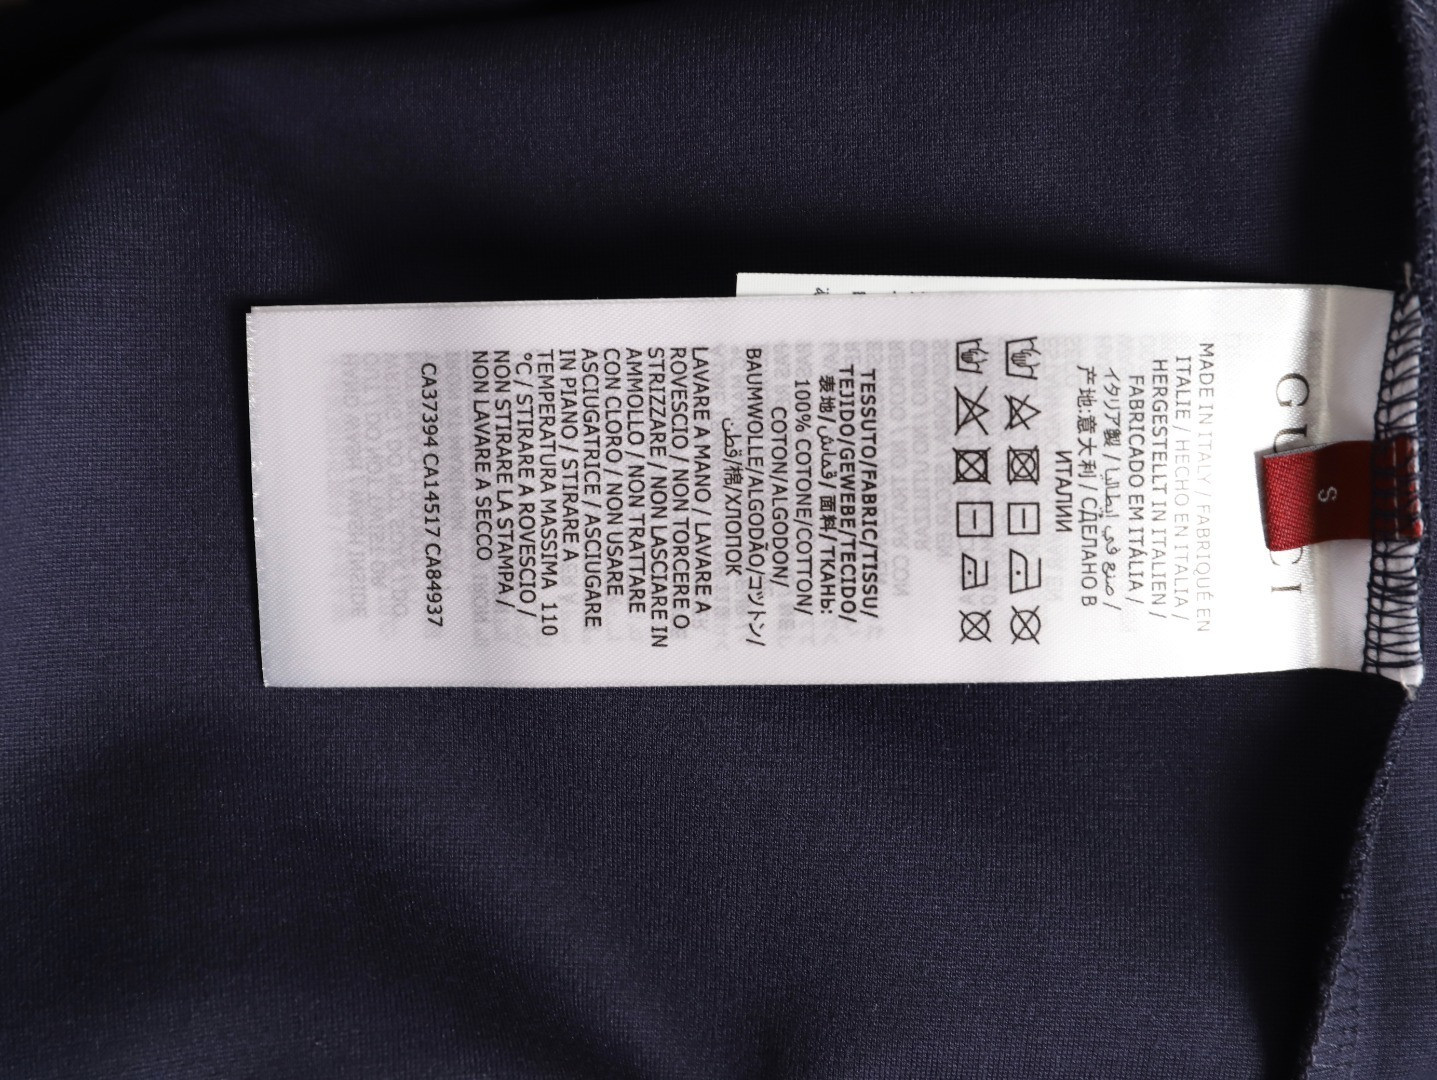 GUCCI
S
MADE IN ITALY / FABRIQUÉ EN
ITALIE / HECHO EN ITALIA /
HERGESTELLT IN ITALIEN /
FABRICADO EM ITÁLIA /
イタリア製 / صنع في إيطاليا /
产地:意大利 / СДЕЛАНО В
ИТАЛИИ
TESSUTO/FABRIC/TISSU/
TEJIDO/GEWEBE/TECIDO/
表地/ قماش/ 面料/ ТКАНЬ:
100% COTONE/COTTON/
COTON/ALGODON/
BAUMWOLLE/ALGODÃO/コットン/
قطن/棉/ХЛОПОК
LAVARE A MANO / LAVARE A
ROVESCIO / NON TORCERE O
STRIZZARE / NON LASCIARE IN
AMMOLLO / NON TRATTARE
CON CLORO / NON USARE
ASCIUGATRICE / ASCIUGARE
IN PIANO / STIRARE A
TEMPERATURA MASSIMA 110
°C / STIRARE A ROVESCIO /
NON STIRARE LA STAMPA /
NON LAVARE A SECCO
CA37394 CA14517 CA84937